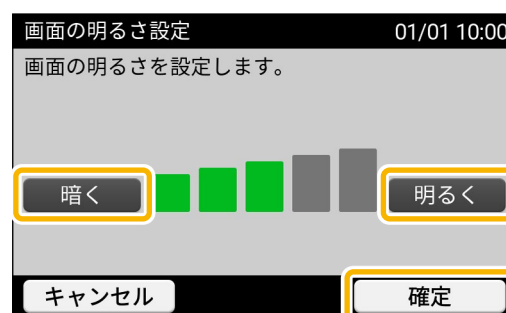 画面の明るさ設定 01/01 10:00
画面の明るさを設定します。
暗く 明るく
キャンセル 確定